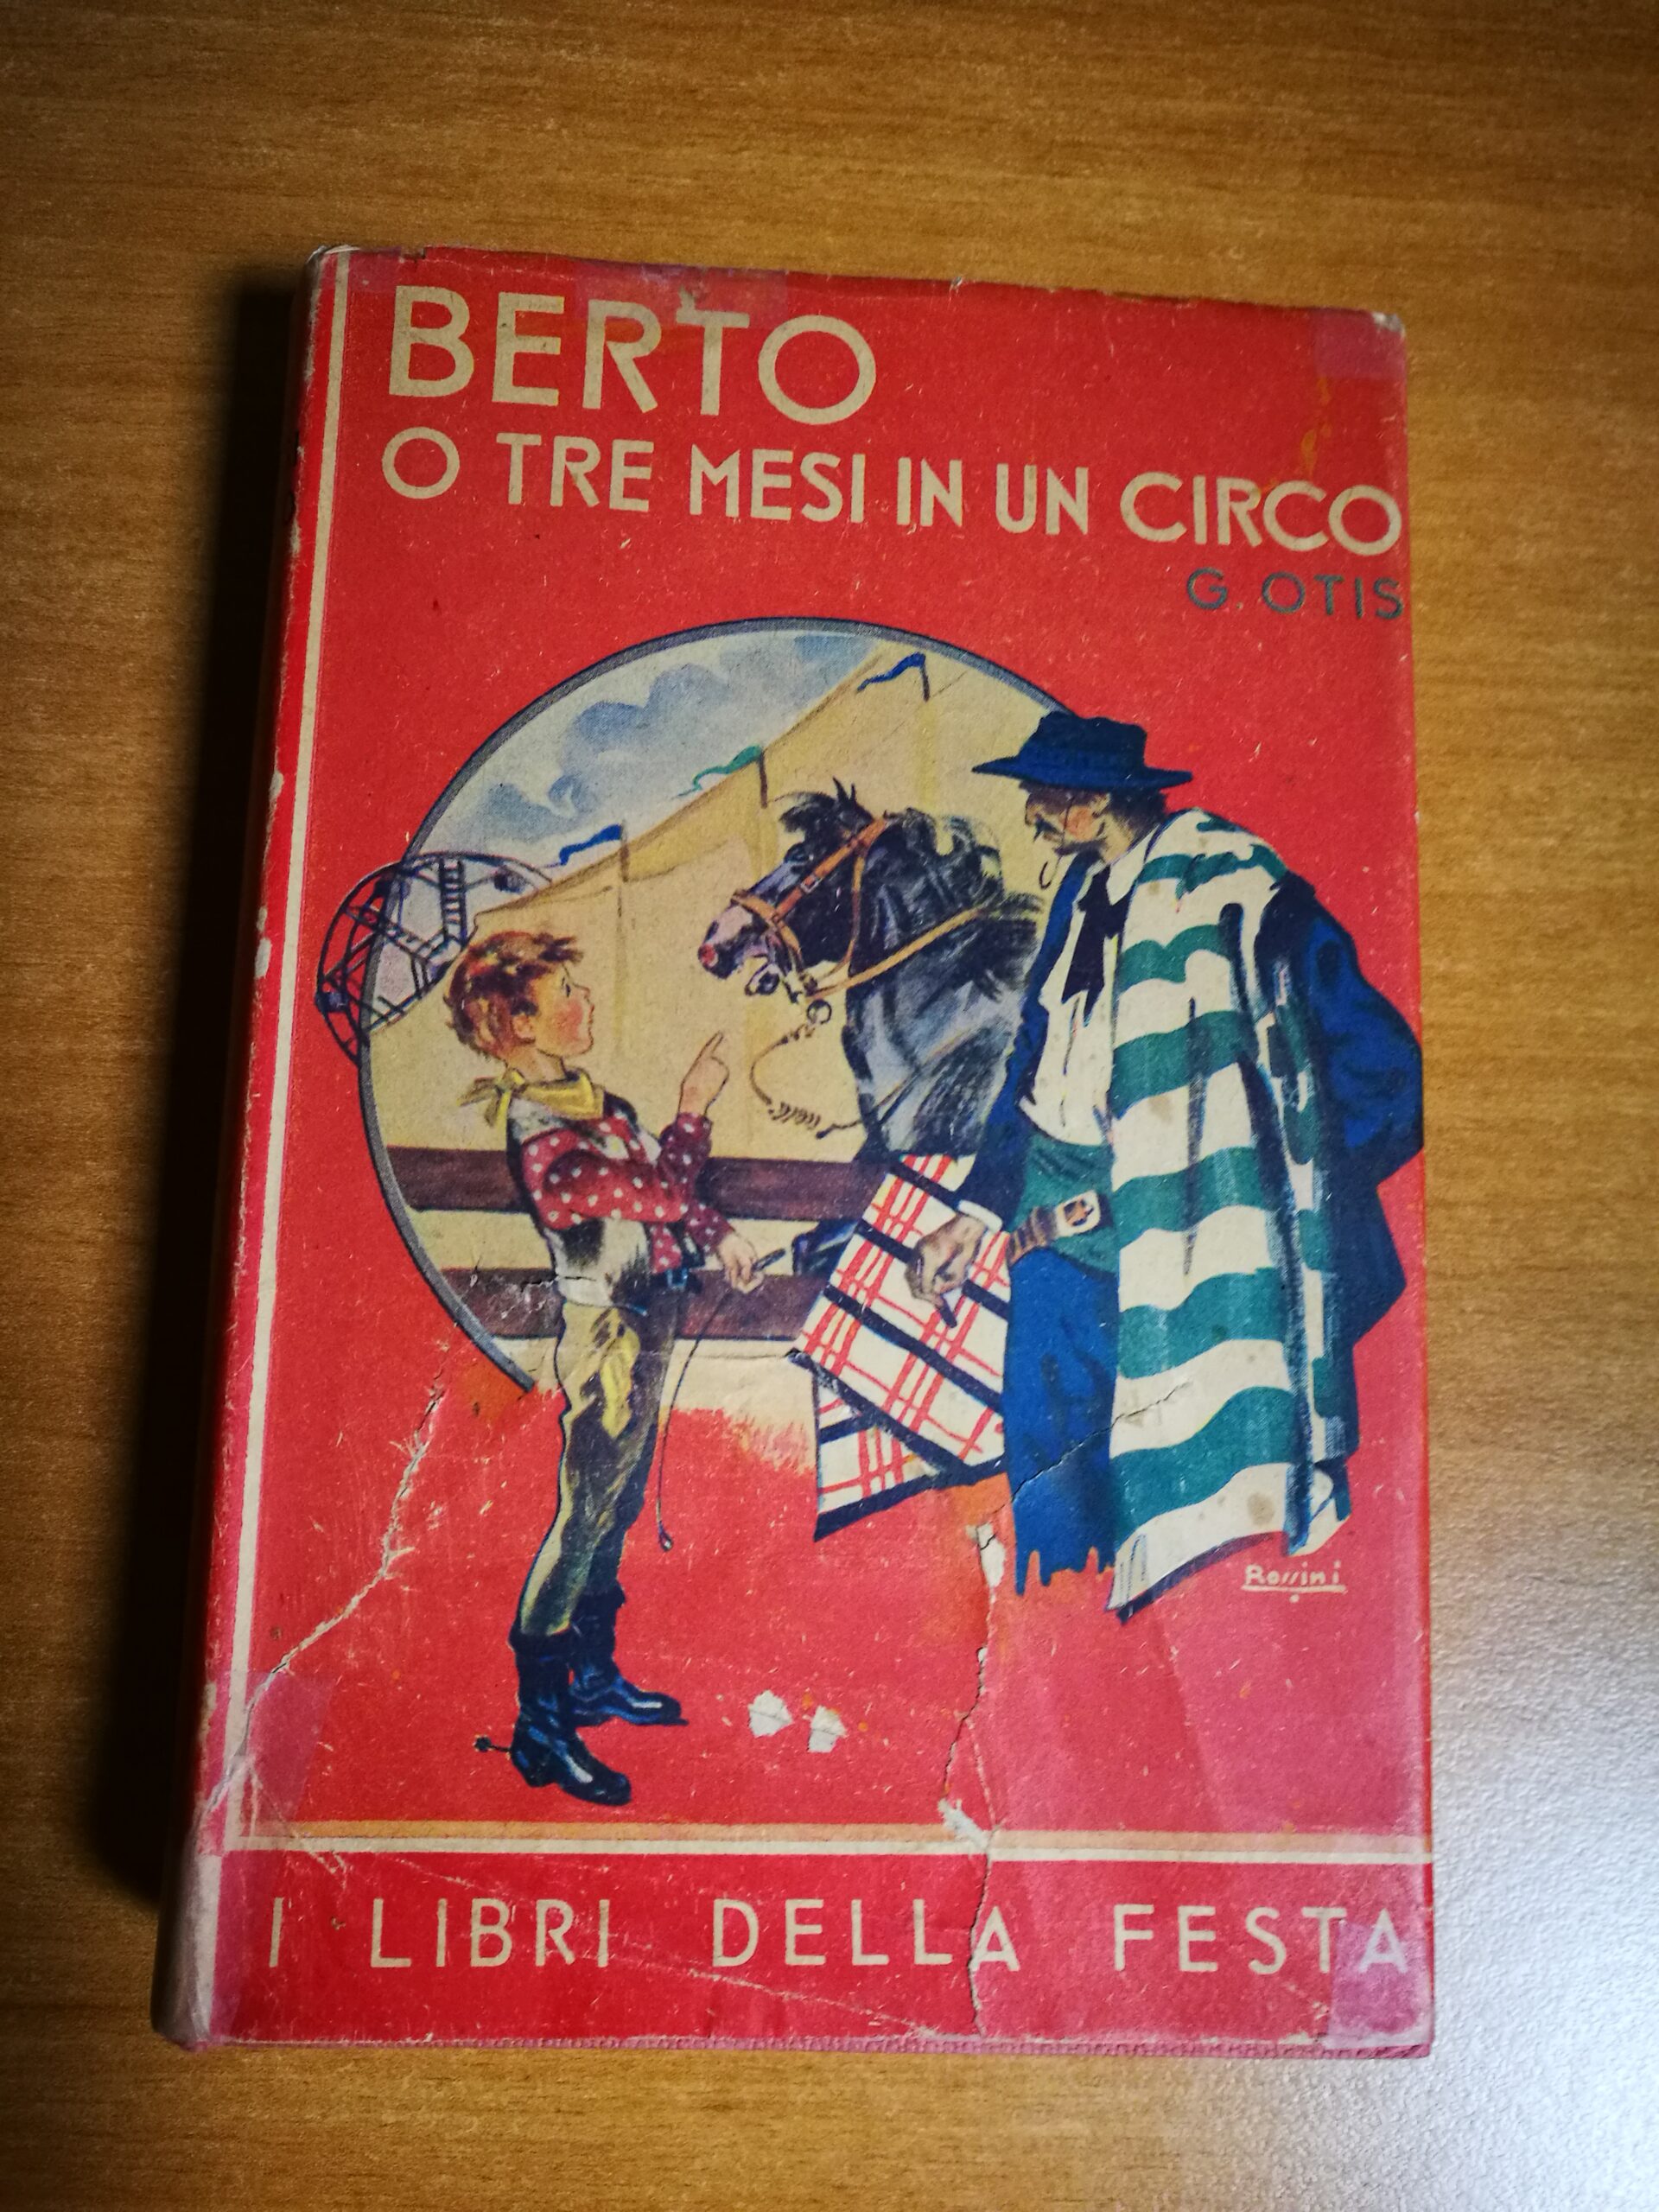 BERTO
O TRE MESI IN UN CIRCO
G. OTIS
Rossini
I LIBRI DELLA FESTA